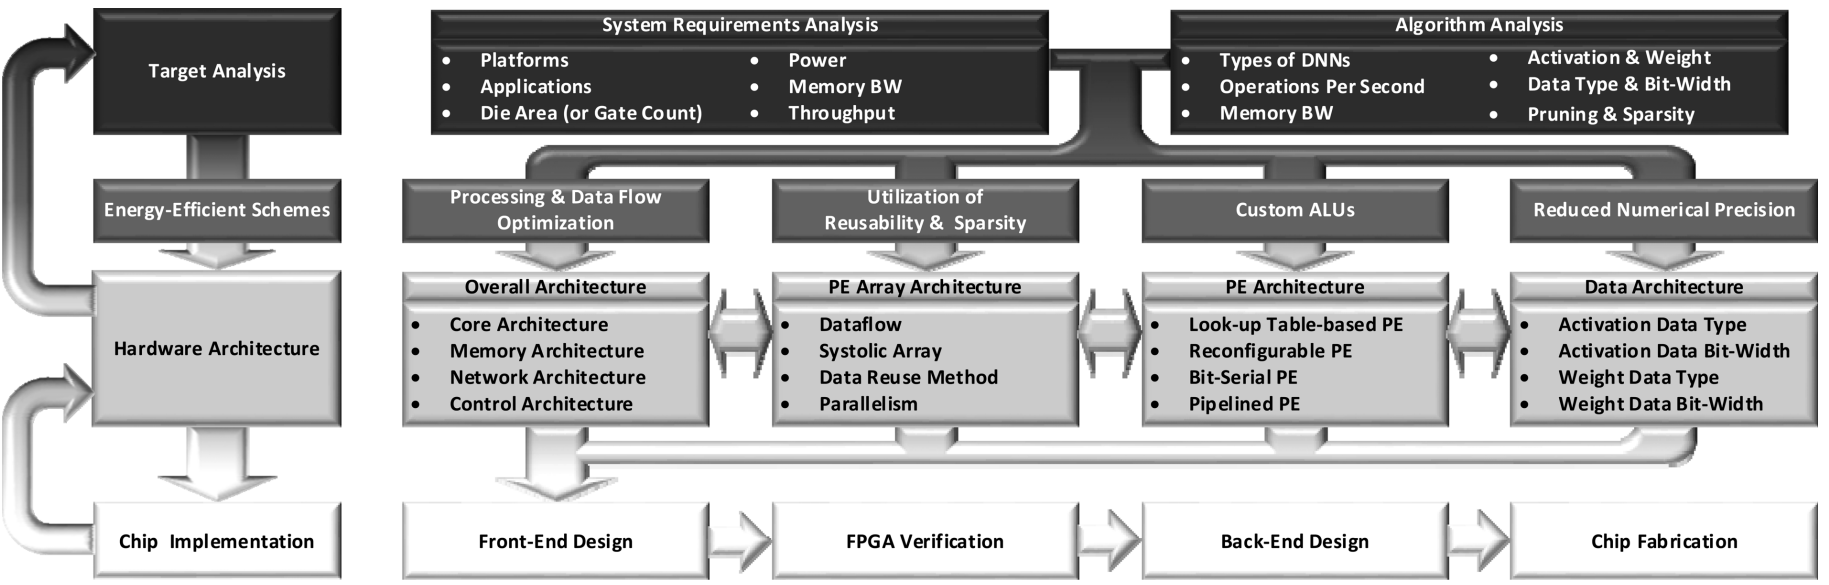 Target Analysis
System Requirements Analysis
• Platforms
• Applications
• Die Area (or Gate Count)
• Power
• Memory BW
• Throughput
Algorithm Analysis
• Types of DNNs
• Operations Per Second
• Memory BW
• Activation & Weight
• Data Type & Bit-Width
• Pruning & Sparsity
Energy-Efficient Schemes
Processing & Data Flow
Optimization
Utilization of
Reusability & Sparsity
Custom ALUs
Reduced Numerical Precision
Hardware Architecture
Overall Architecture
• Core Architecture
• Memory Architecture
• Network Architecture
• Control Architecture
PE Array Architecture
• Dataflow
• Systolic Array
• Data Reuse Method
• Parallelism
PE Architecture
• Look-up Table-based PE
• Reconfigurable PE
• Bit-Serial PE
• Pipelined PE
Data Architecture
• Activation Data Type
• Activation Data Bit-Width
• Weight Data Type
• Weight Data Bit-Width
Chip Implementation
Front-End Design
FPGA Verification
Back-End Design
Chip Fabrication